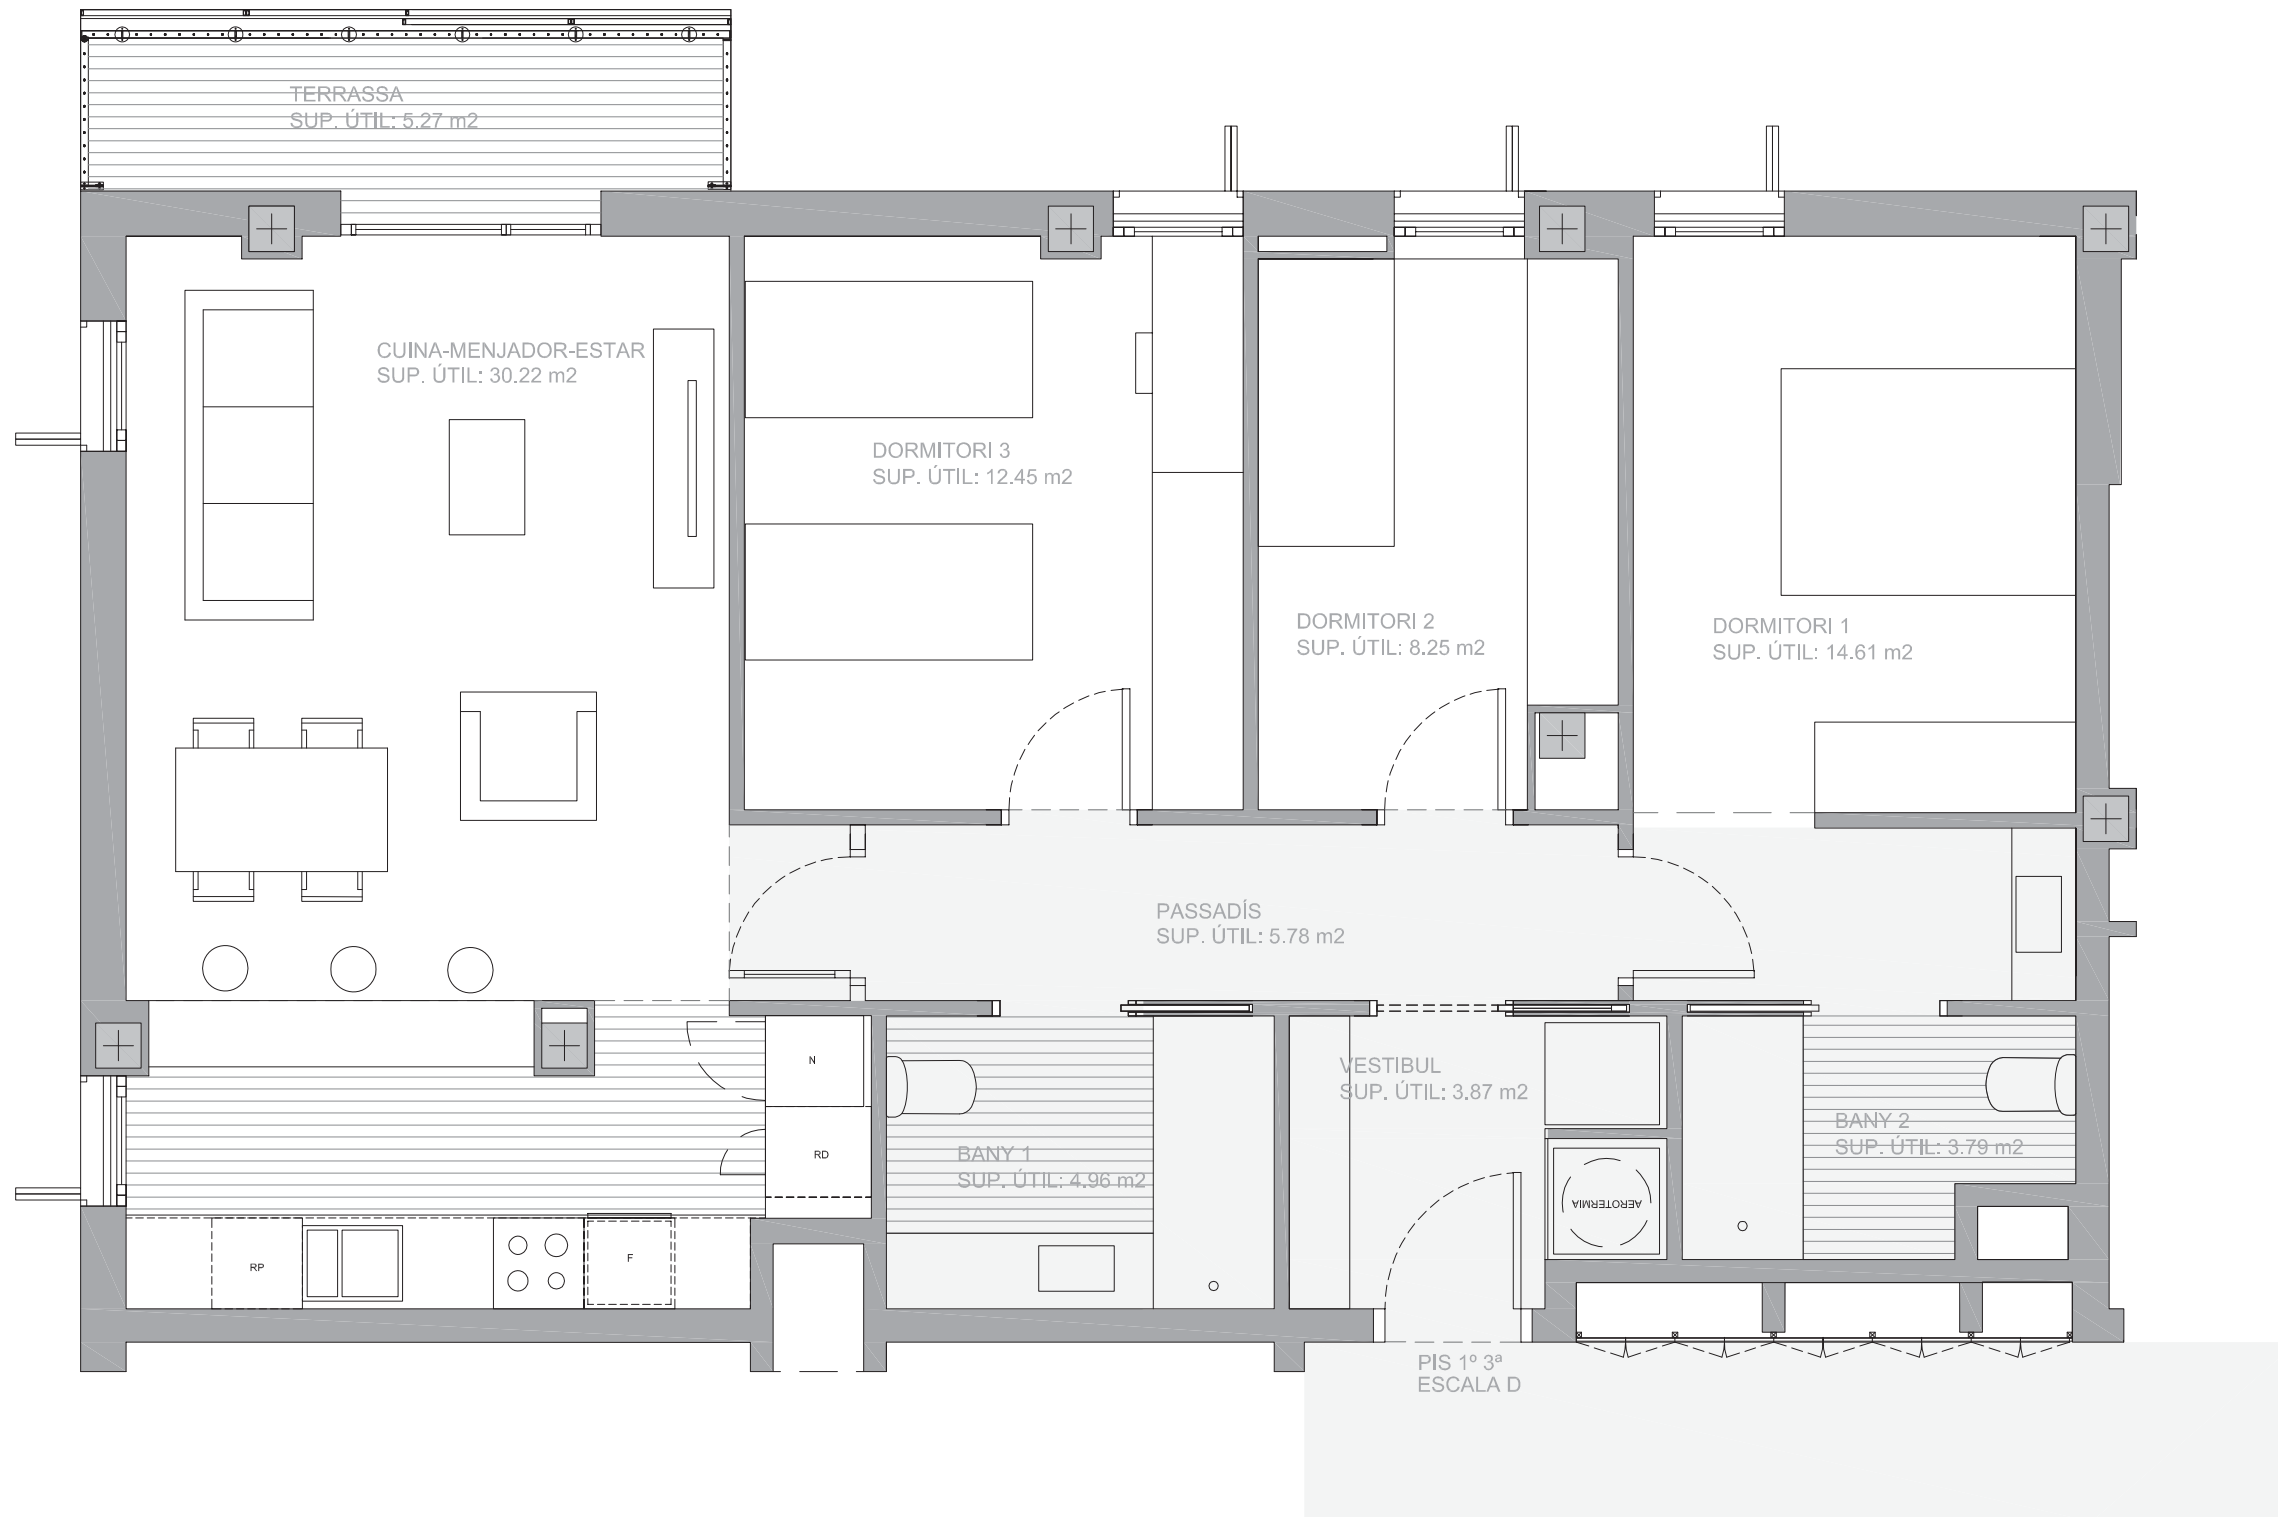 TERRASSA
SUP. ÚTIL: 5.27 m2
CUINA-MENJADOR-ESTAR
SUP. ÚTIL: 30.22 m2
DORMITORI 3
SUP. ÚTIL: 12.45 m2
DORMITORI 2
SUP. ÚTIL: 8.25 m2
DORMITORI 1
SUP. ÚTIL: 14.61 m2
PASSADÍS
SUP. ÚTIL: 5.78 m2
N
RD
RP
F
BANY 1
SUP. ÚTIL: 4.96 m2
VESTIBUL
SUP. ÚTIL: 3.87 m2
AEROTERMIA
BANY 2
SUP. ÚTIL: 3.79 m2
PIS 1º 3ª
ESCALA D